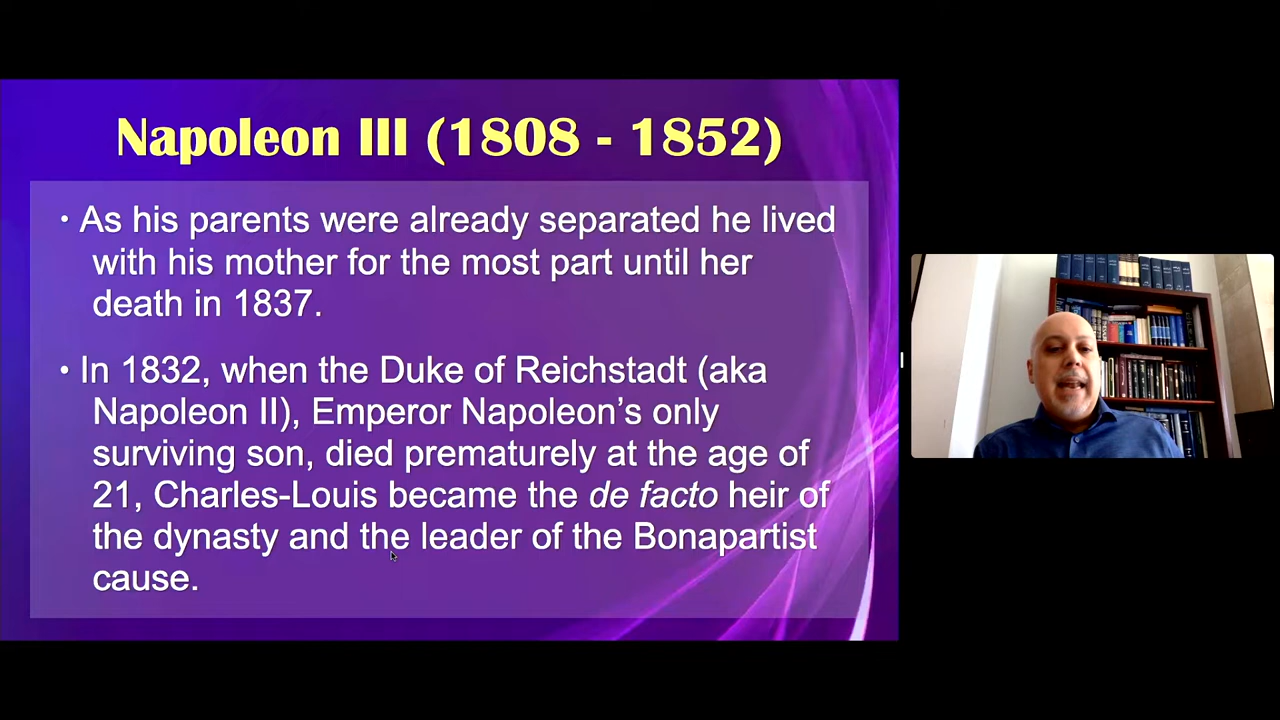 Napoleon III (1808 - 1852)
• As his parents were already separated he lived
with his mother for the most part until her
death in 1837.
• In 1832, when the Duke of Reichstadt (aka
Napoleon II), Emperor Napoleon’s only
surviving son, died prematurely at the age of
21, Charles-Louis became the de facto heir of
the dynasty and the leader of the Bonapartist
cause.